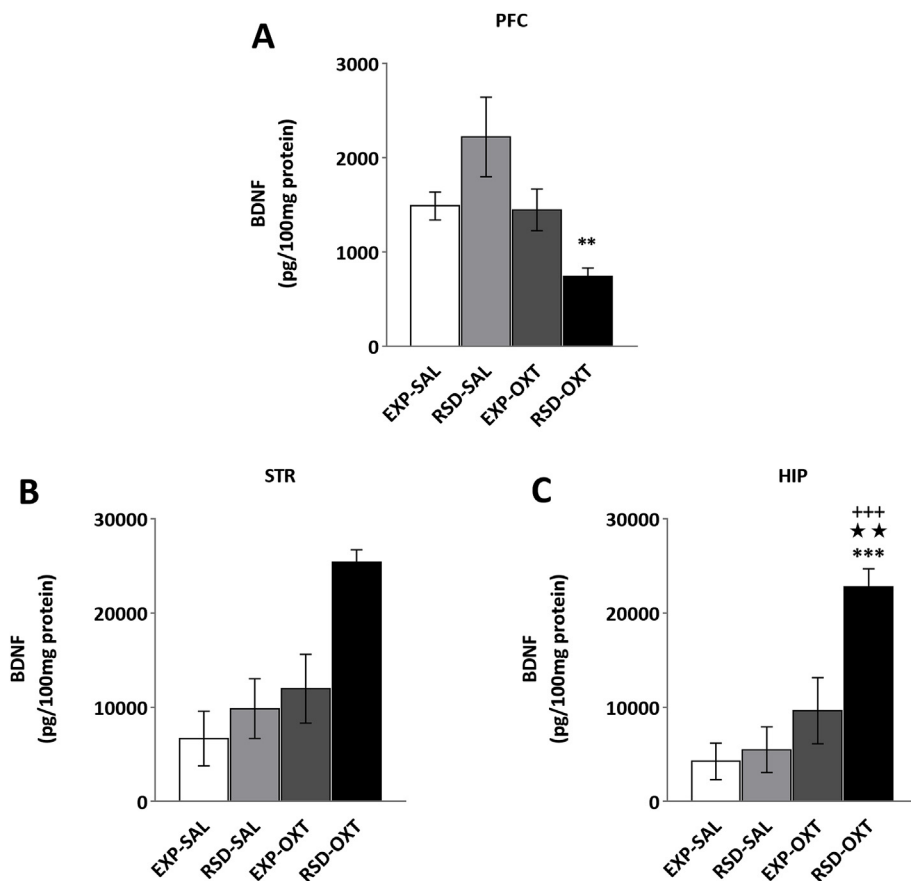 A
PFC
BDNF
(pg/100mg protein)
3000
2000
1000
0
**
EXP-SAL
RSD-SAL
EXP-OXT
RSD-OXT
B
STR
BDNF
(pg/100mg protein)
30000
20000
10000
0
EXP-SAL
RSD-SAL
EXP-OXT
RSD-OXT
C
HIP
BDNF
(pg/100mg protein)
30000
20000
10000
0
+++
★ ★
***
EXP-SAL
RSD-SAL
EXP-OXT
RSD-OXT